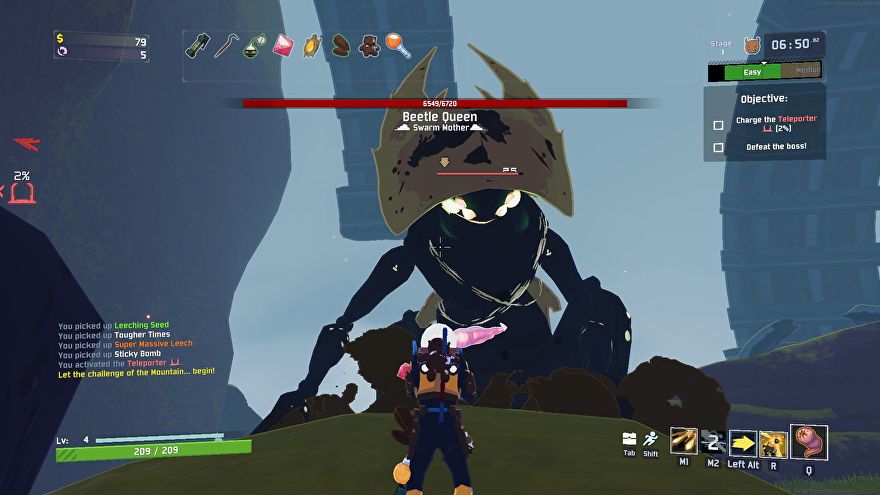 $ 79
5
Stage 1
06:50 82
Easy Medium
Objective:
Charge the Teleporter (2%)
Defeat the boss!
6549/6720
Beetle Queen
Swarm Mother
25
2%
You picked up Leeching Seed
You picked up Tougher Times
You picked up Super Massive Leech
You picked up Sticky Bomb
You activated the Teleporter
Let the challenge of the Mountain... begin!
Lv: 4
209 / 209
2
Tab Shift M1 M2 Left Alt R Q